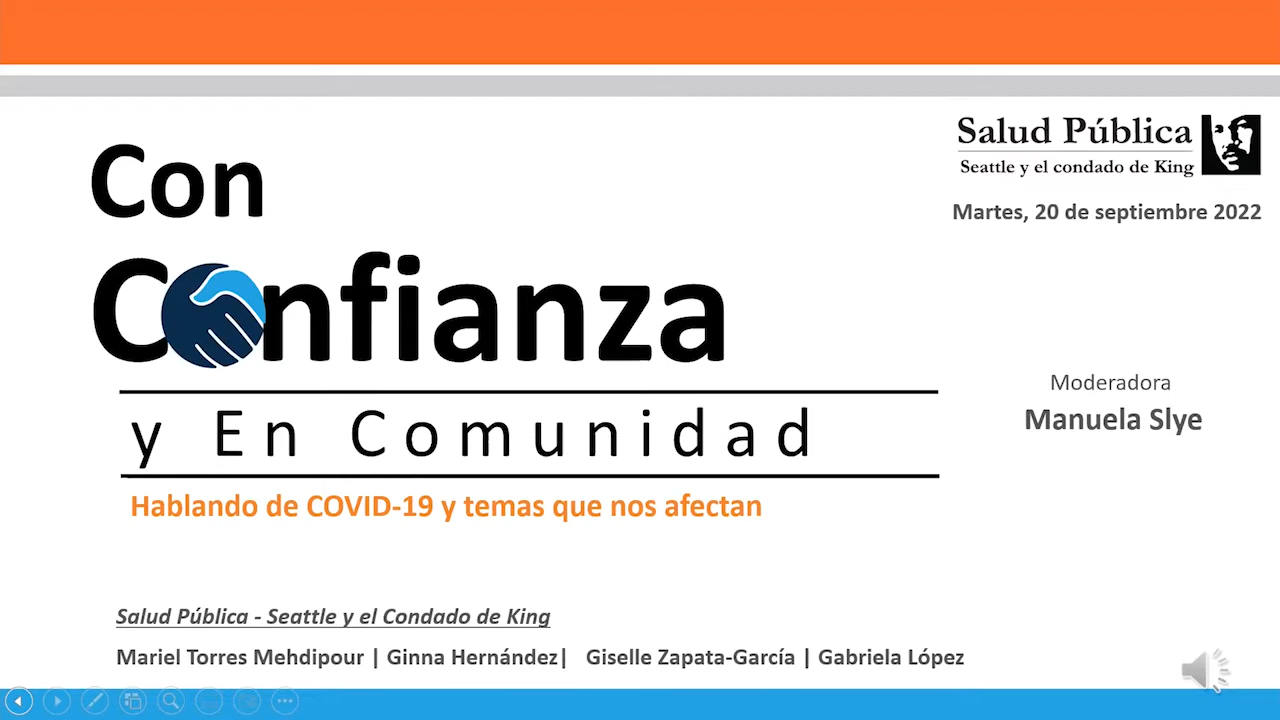 Con
Confianza
y En Comunidad
Hablando de COVID-19 y temas que nos afectan
Salud Pública
Seattle y el condado de King
Martes, 20 de septiembre 2022
Moderadora
Manuela Slye
Salud Pública - Seattle y el Condado de King
Mariel Torres Mehdipour | Ginna Hernández| Giselle Zapata-García | Gabriela López